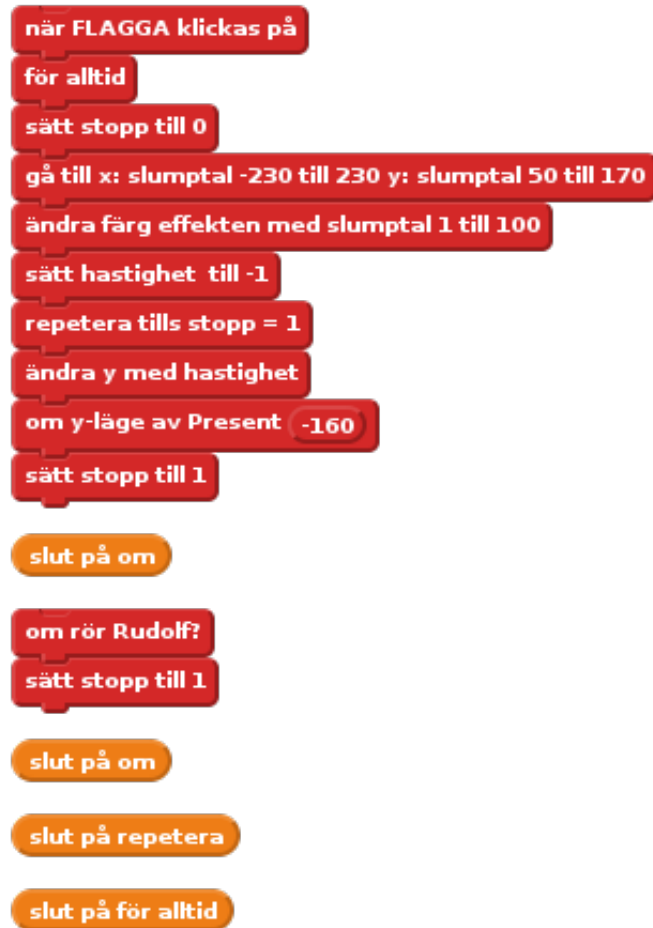 när FLAGGA klickas på
för alltid
sätt stopp till 0
gå till x: slumptal -230 till 230 y: slumptal 50 till 170
ändra färg effekten med slumptal 1 till 100
sätt hastighet till -1
repetera tills stopp = 1
ändra y med hastighet
om y-läge av Present -160
sätt stopp till 1
slut på om
om rör Rudolf?
sätt stopp till 1
slut på om
slut på repetera
slut på för alltid